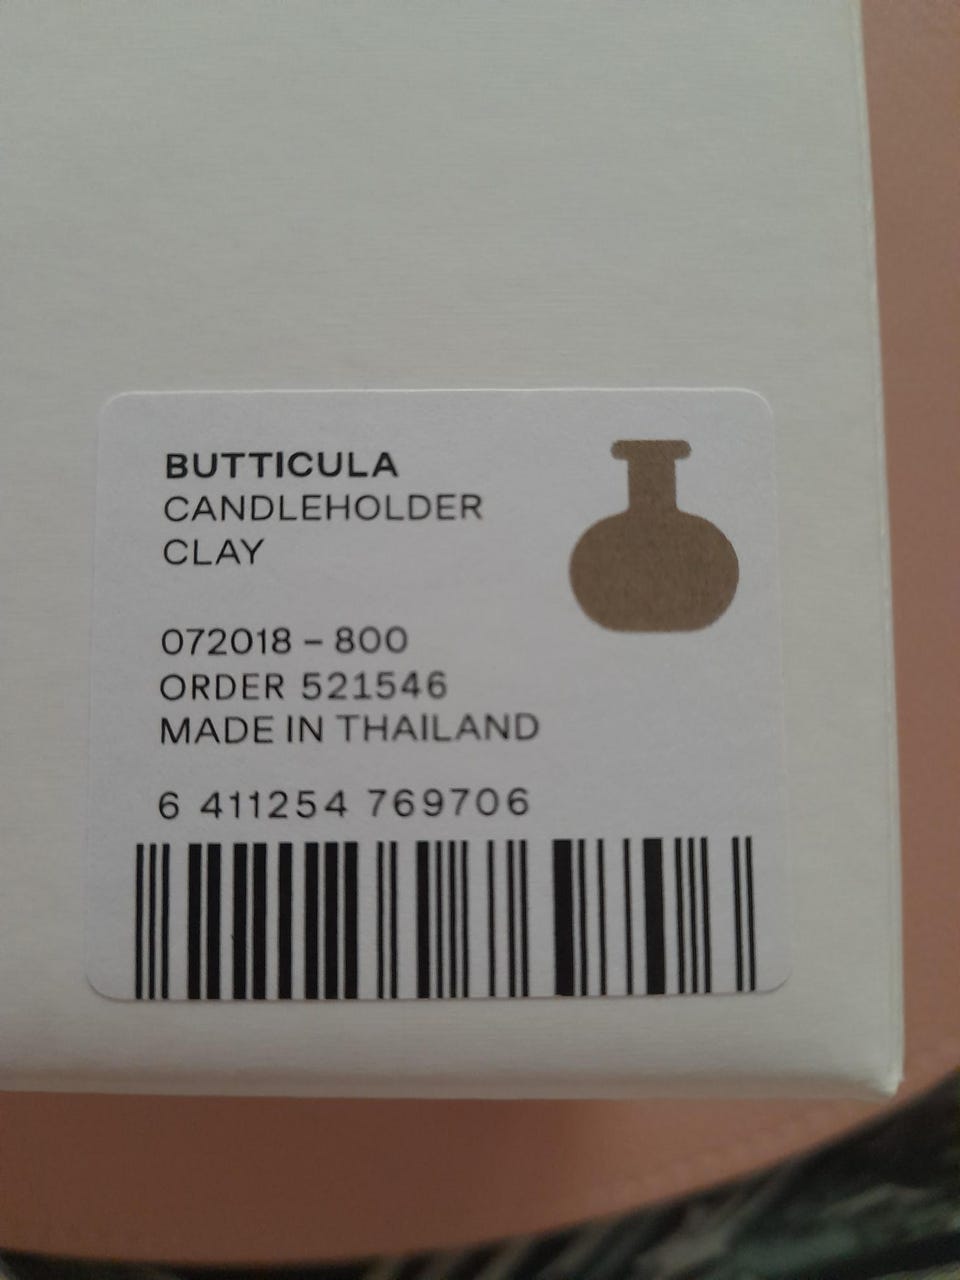 BUTTICULA
CANDLEHOLDER
CLAY
072018 – 800
ORDER 521546
MADE IN THAILAND
6 411254 769706